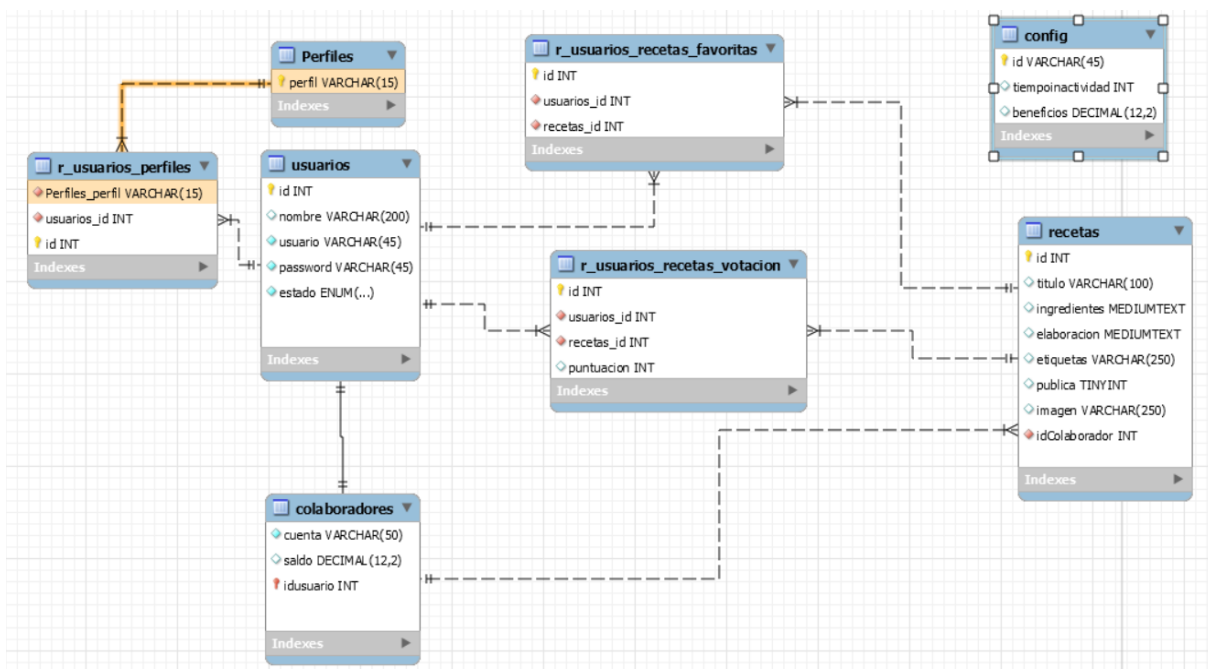 Perfiles
perfil VARCHAR(15)
Indexes
r_usuarios_recetas_favoritas
id INT
usuarios_id INT
recetas_id INT
Indexes
config
id VARCHAR(45)
tiempoinactividad INT
beneficios DECIMAL(12,2)
Indexes
r_usuarios_perfiles
Perfiles_perfil VARCHAR(15)
usuarios_id INT
id INT
Indexes
usuarios
id INT
nombre VARCHAR(200)
usuario VARCHAR(45)
password VARCHAR(45)
estado ENUM(...)
Indexes
r_usuarios_recetas_votacion
id INT
usuarios_id INT
recetas_id INT
puntuacion INT
Indexes
recetas
id INT
titulo VARCHAR(100)
ingredientes MEDIUMTEXT
elaboracion MEDIUMTEXT
etiquetas VARCHAR(250)
publica TINYINT
imagen VARCHAR(250)
idColaborador INT
Indexes
colaboradores
cuenta VARCHAR(50)
saldo DECIMAL(12,2)
idusuario INT
Indexes